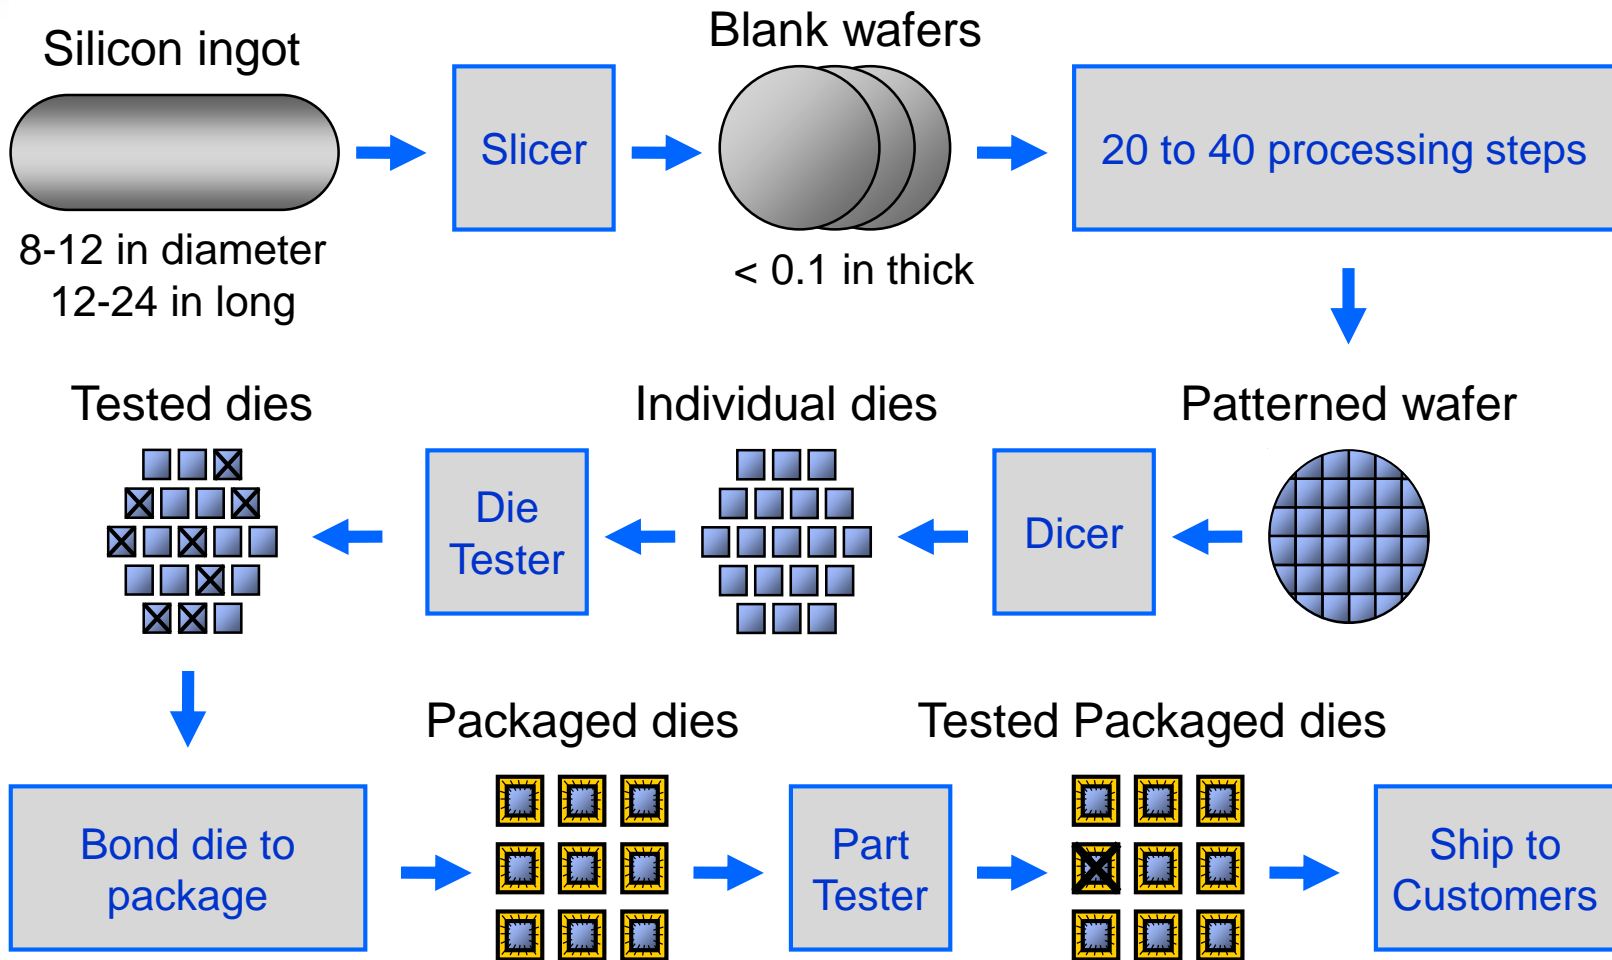 Silicon ingot
Blank wafers
Slicer
20 to 40 processing steps
8-12 in diameter
12-24 in long
< 0.1 in thick
Tested dies
Individual dies
Patterned wafer
Die
Tester
Dicer
Packaged dies
Tested Packaged dies
Bond die to
package
Part
Tester
Ship to
Customers